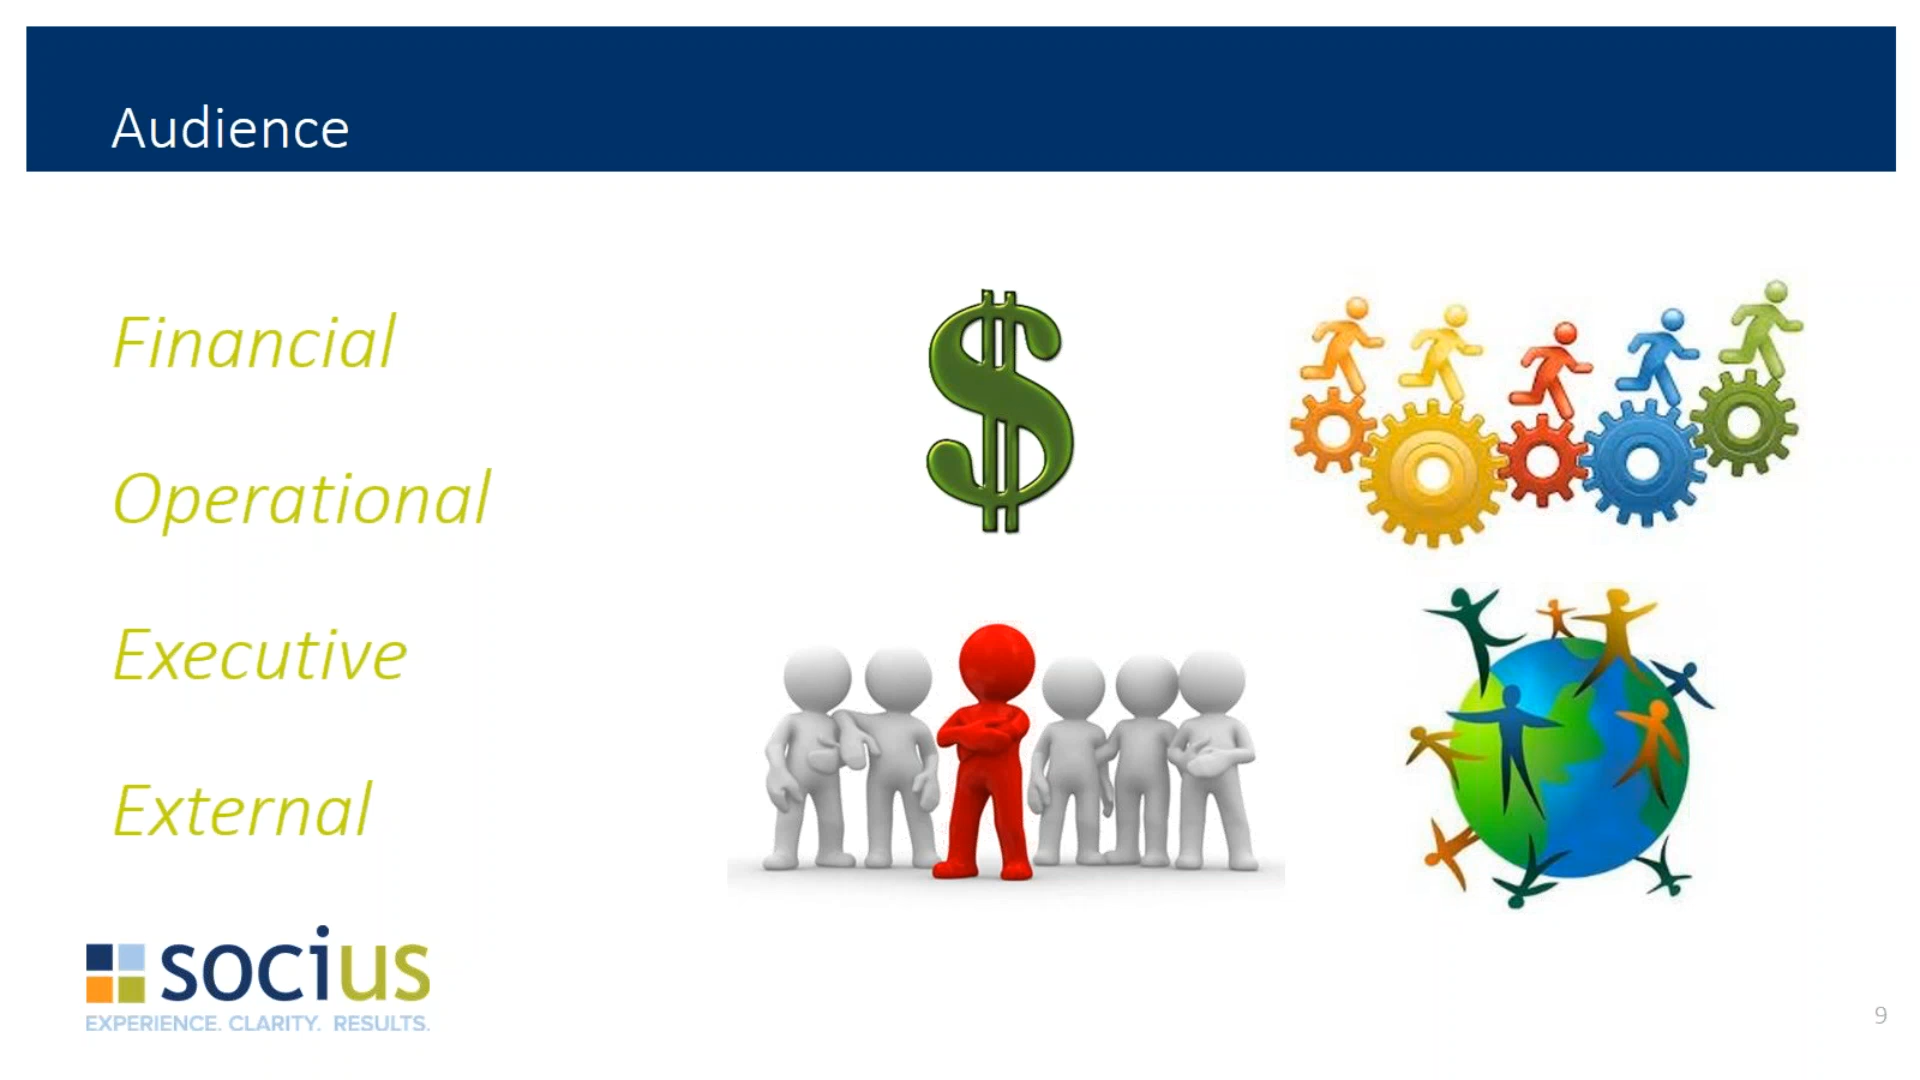 Audience
Financial
Operational
Executive
External
socius
EXPERIENCE. CLARITY. RESULTS.
9